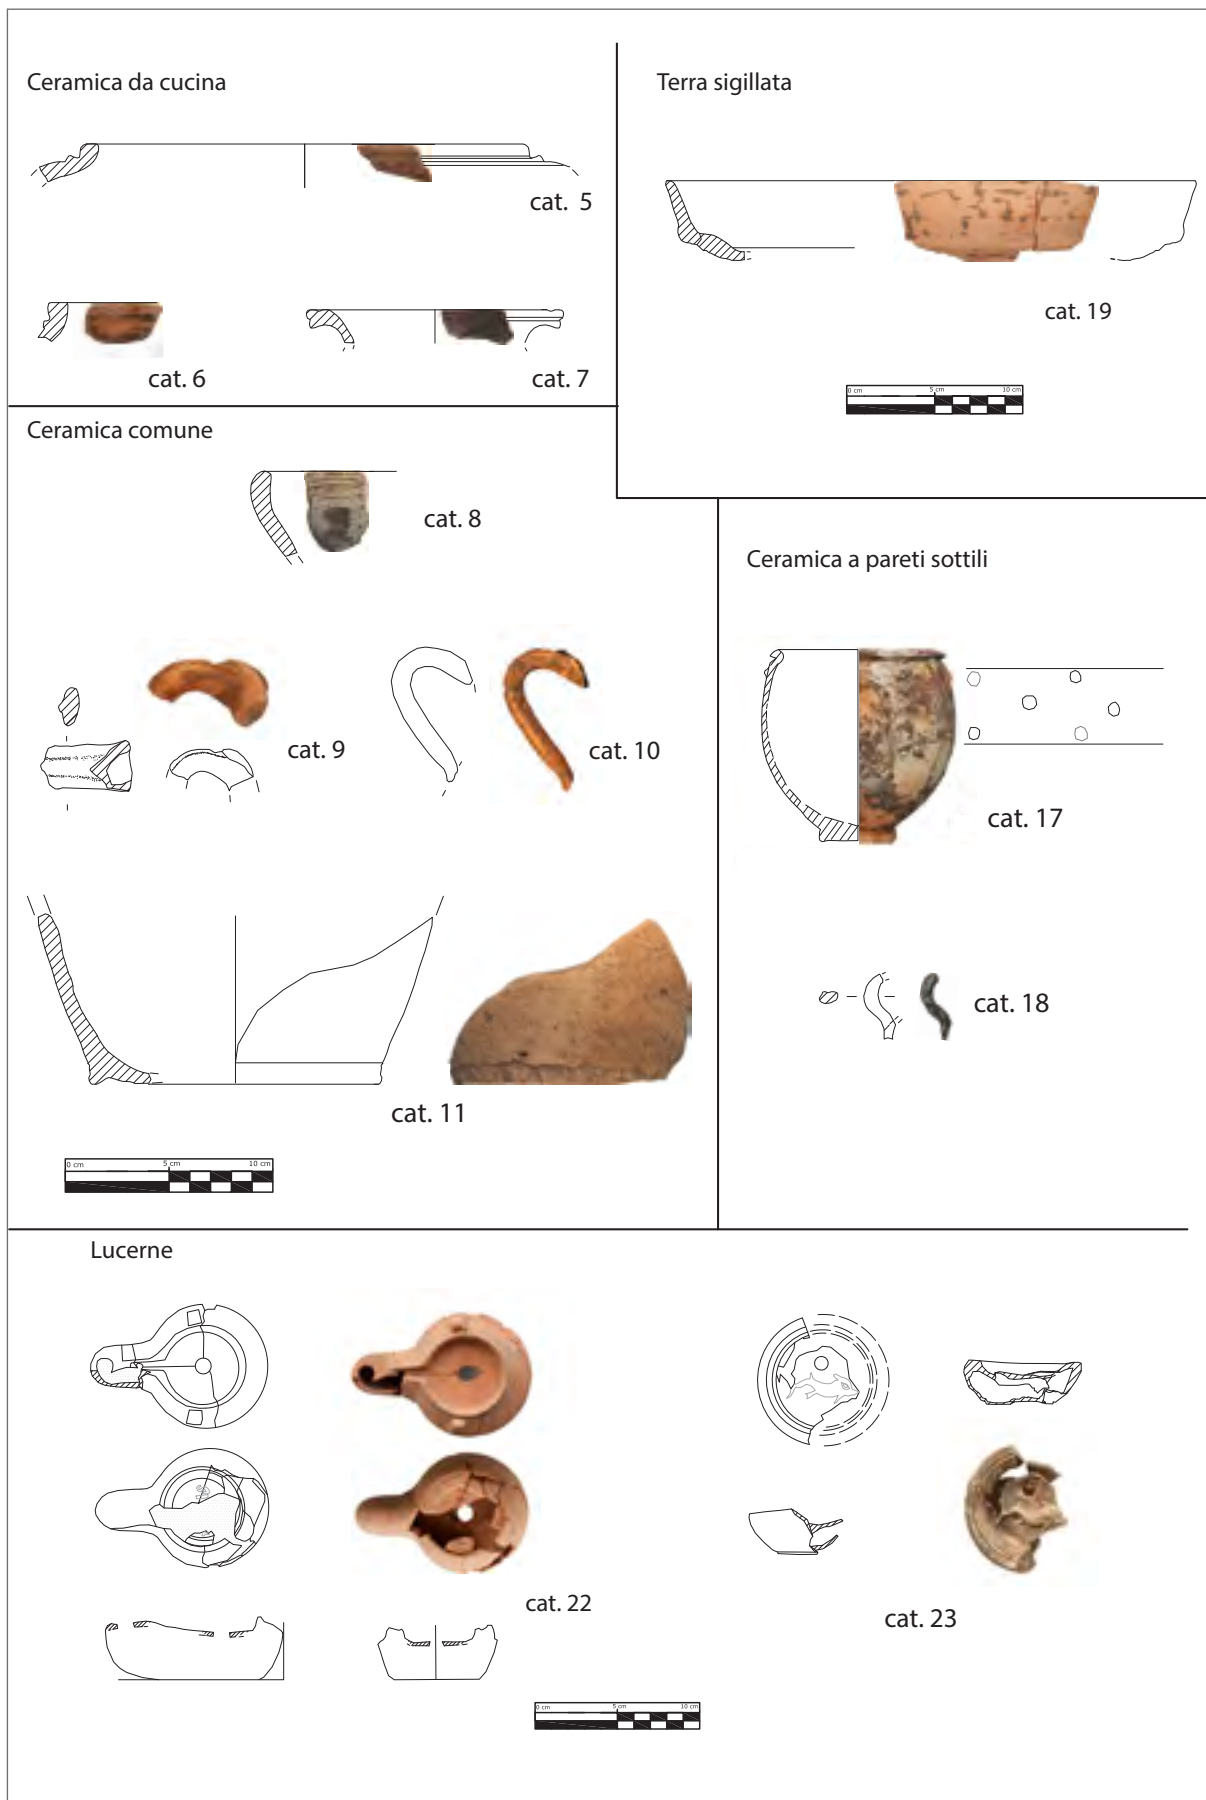 Ceramica da cucina
cat. 5
cat. 6
cat. 7
Terra sigillata
cat. 19
0 cm 5 cm 10 cm
Ceramica comune
cat. 8
cat. 9
cat. 10
cat. 11
0 cm 5 cm 10 cm
Ceramica a pareti sottili
cat. 17
cat. 18
Lucerne
cat. 22
cat. 23
0 cm 5 cm 10 cm